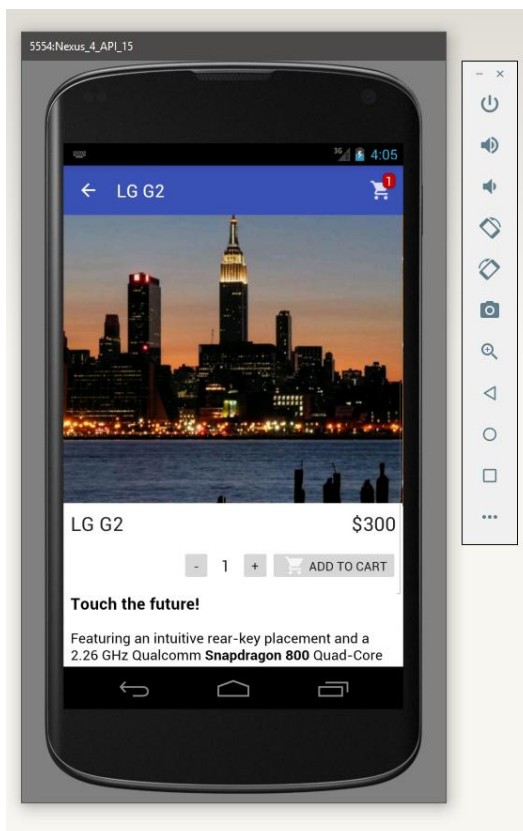 5554:Nexus_4_API_15
3G 4:05
LG G2
1
LG G2 $300
- 1 + ADD TO CART
Touch the future!
Featuring an intuitive rear-key placement and a
2.26 GHz Qualcomm Snapdragon 800 Quad-Core